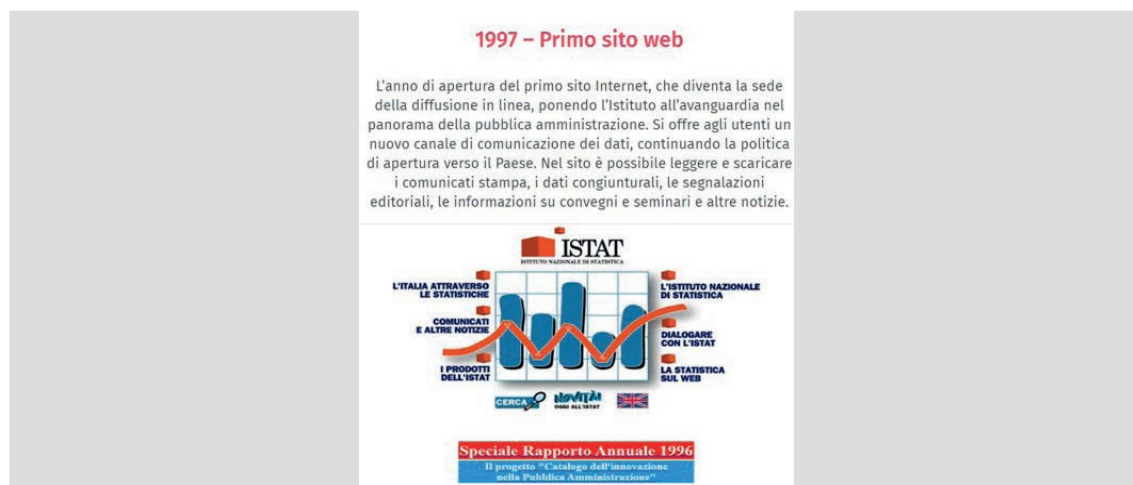 1997 – Primo sito web
L'anno di apertura del primo sito Internet, che diventa la sede
della diffusione in linea, ponendo l'Istituto all'avanguardia nel
panorama della pubblica amministrazione. Si offre agli utenti un
nuovo canale di comunicazione dei dati, continuando la politica
di apertura verso il Paese. Nel sito è possibile leggere e scaricare
i comunicati stampa, i dati congiunturali, le segnalazioni
editoriali, le informazioni su convegni e seminari e altre notizie.
ISTAT
ISTITUTO NAZIONALE DI STATISTICA
L'ITALIA ATTRAVERSO
LE STATISTICHE
COMUNICATI
E ALTRE NOTIZIE
I PRODOTTI
DELL'ISTAT
L'ISTITUTO NAZIONALE
DI STATISTICA
DIALOGARE
CON L'ISTAT
LA STATISTICA
SUL WEB
CERCA
NOVITÀ!
OGGI ALL'ISTAT
Speciale Rapporto Annuale 1996
Il progetto "Catalogo dell'innovazione
nella Pubblica Amministrazione"